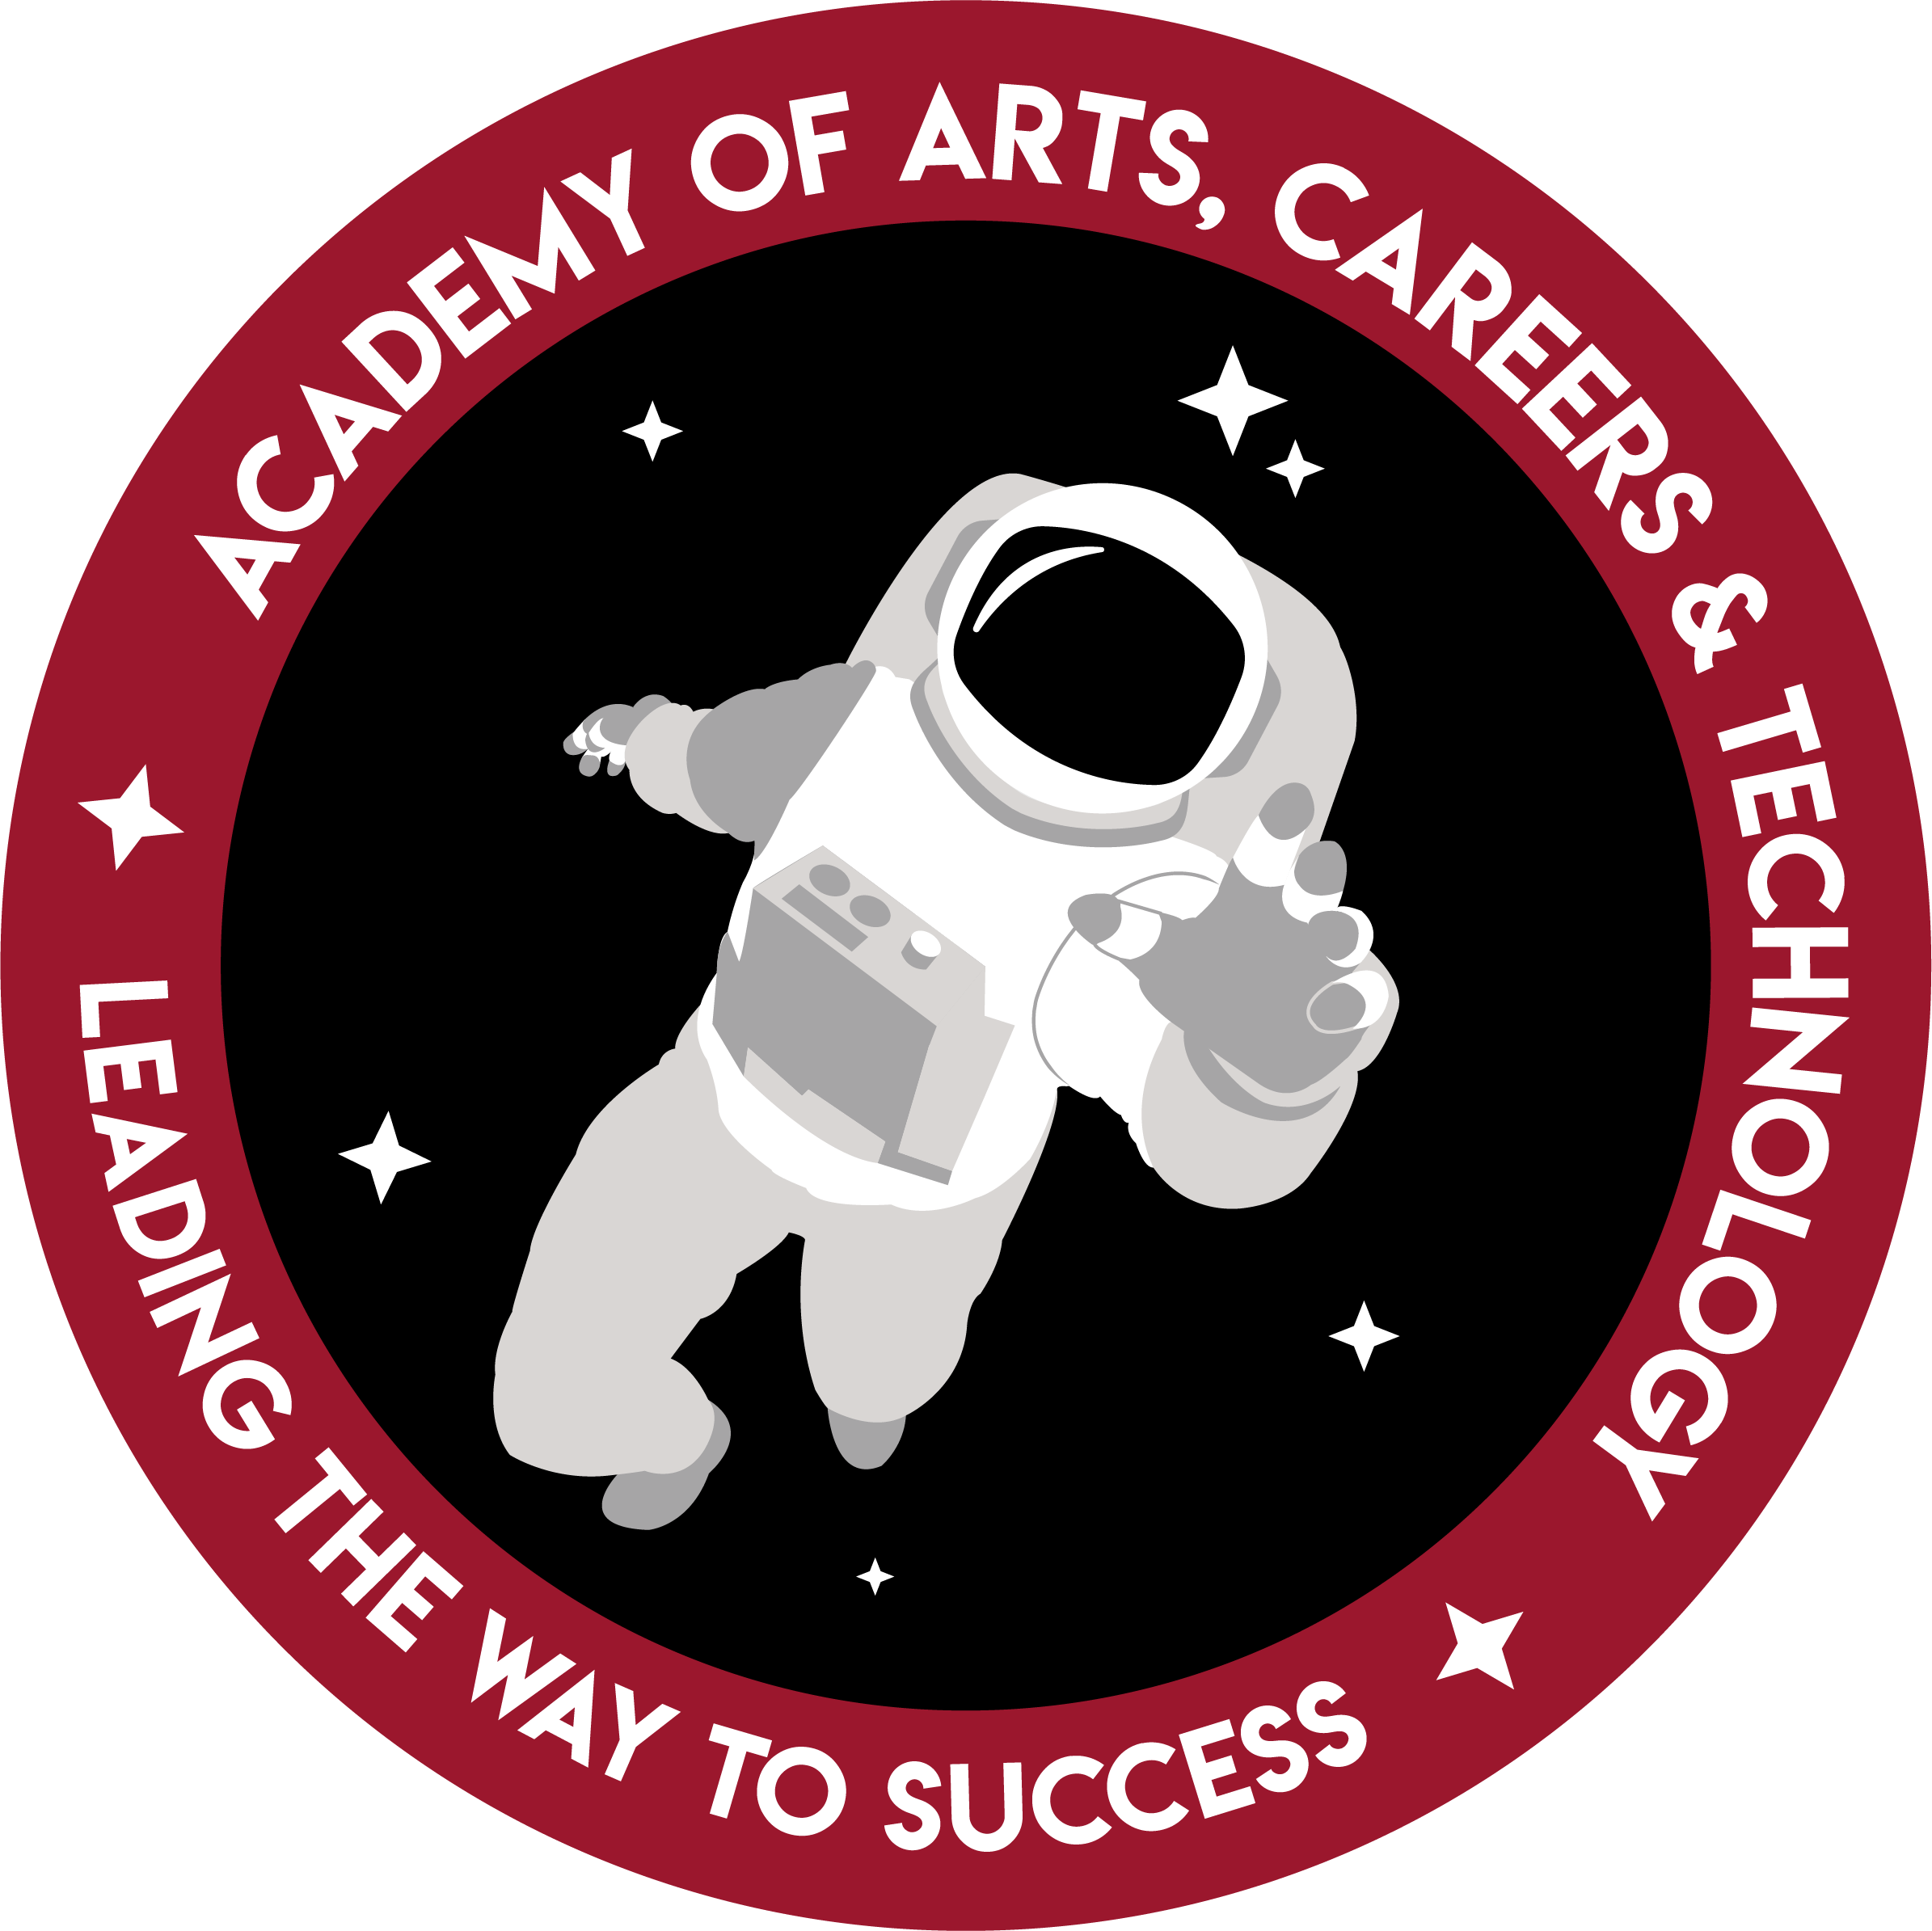 ACADEMY OF ARTS, CAREERS & TECHNOLOGY
LEADING THE WAY TO SUCCESS